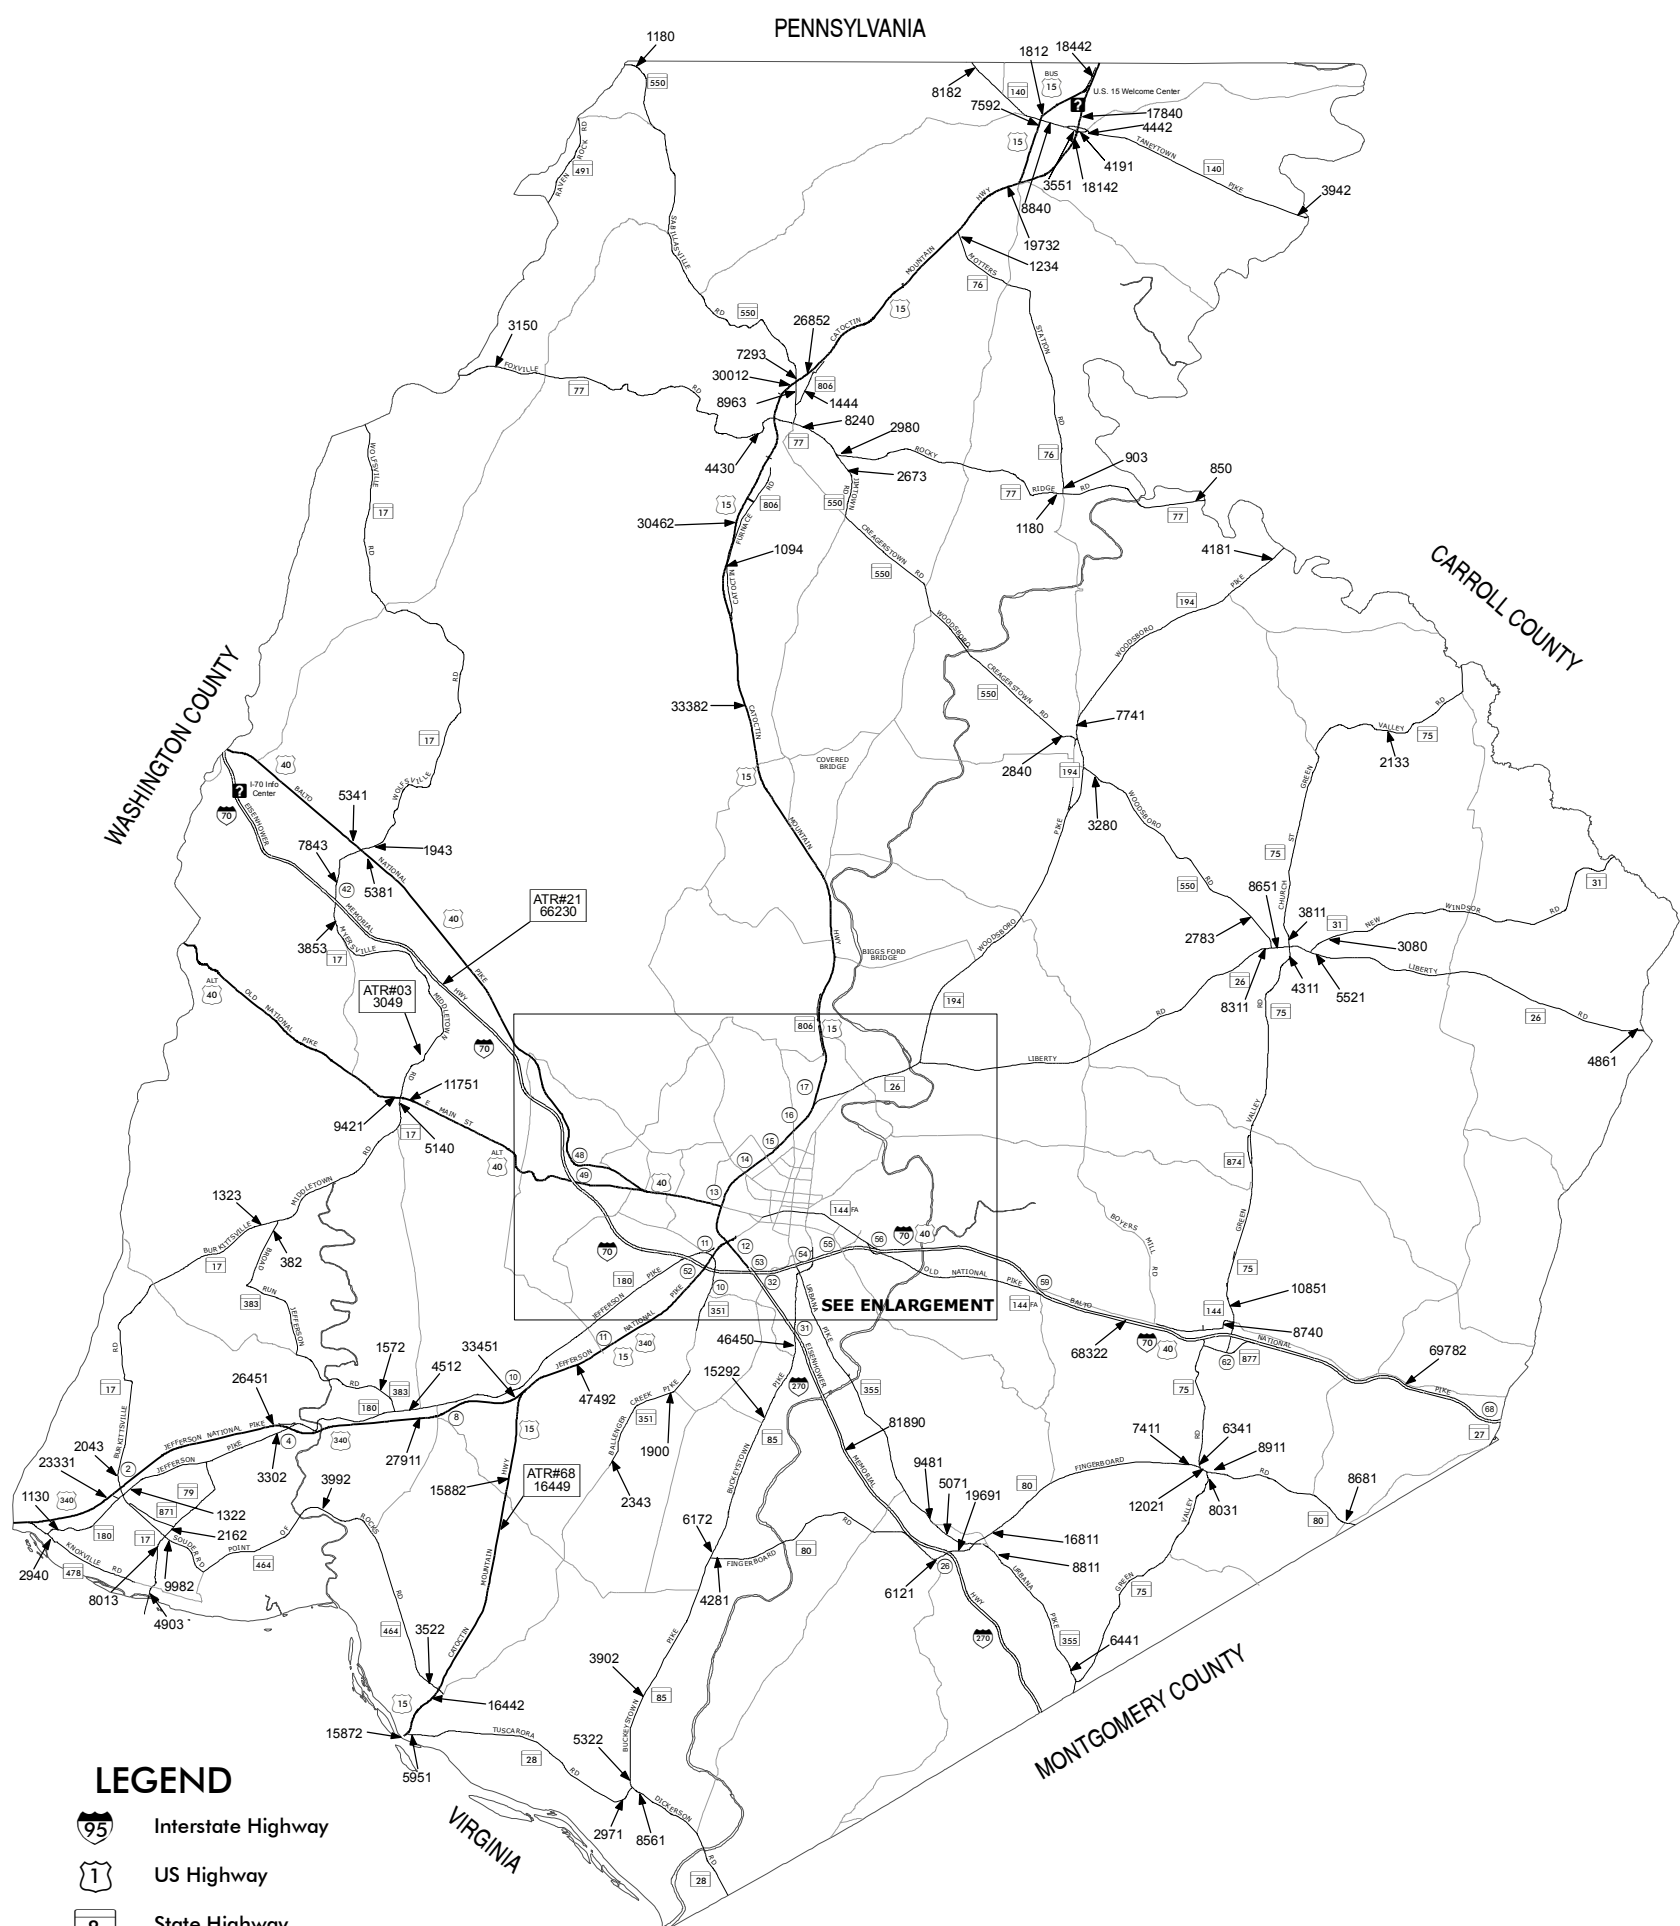 PENNSYLVANIA
1180
1812
18442
550
8182
140
BUS
15
U.S. 15 Welcome Center
?
7592
17840
4442
15
4191
TANEYTOWN
PIKE
140
RAVEN ROCK RD
491
3551
18142
3942
8840
HWY
SABILLASVILLE
RD
19732
1234
MOTTERS
76
MOUNTAIN
15
550
3150
26852
CATOCTIN
STATION
RD
7293
30012
8963
806
1444
FOXVILLE
RD
77
8240
2980
77
4430
2673
ROCKY
RIDGE
RD
76
903
850
77
1180
77
WOLFSVILLE
RD
17
15
RD
806
FURNACE
550
JIMTOWN
RD
30462
1094
CATOCTIN
CREAGERSTOWN
RD
550
4181
PIKE
194
CARROLL COUNTY
WOODSBORO
WOODSBORO
CREAGERSTOWN
RD
550
WASHINGTON COUNTY
RD
17
33382
CATOCTIN
7741
2840
RD
VALLEY
75
2133
GREEN
40
15
COVERED
BRIDGE
194
?
I-70 Info
Center
70
BALTO
EISENHOWER
WOLFSVILLE
5341
3280
WOODSBORO
RD
MOUNTAIN
PIKE
7843
1943
NATIONAL
5381
42
ST
75
CHURCH
550
31
ATR#21
66230
40
MEMORIAL
MYERSVILLE
3853
17
8651
3811
31
NEW
WINDSOR
RD
2783
3080
HWY
BIGGS FORD
BRIDGE
WOODSBORO
PIKE
HWY
ATR#03
3049
MIDDLETOWN
RD
ALT
40
OLD
NATIONAL
PIKE
26
8311
4311
5521
LIBERTY
RD
26
RD
75
194
806
15
4861
70
LIBERTY
RD
26
17
11751
9421
E
MAIN
ST
5140
17
16
15
VALLEY
874
ALT
40
48
49
14
40
13
RD
MIDDLETOWN
1323
BURKITTSVILLE
382
BROAD
17
RUN
383
JEFFERSON
144 FA
56
70
40
55
54
11
12
53
70
52
32
10
BOYERS
MILL
RD
GREEN
75
180
PIKE
JEFFERSON
PIKE
NATIONAL
351
URBANA
PIKE
OLD
NATIONAL
PIKE
59
SEE ENLARGEMENT
144 FA
BALTO
10851
144
8740
68322
70
40
62
877
NATIONAL
69782
PIKE
68
27
RD
33451
1572
4512
11
15
340
JEFFERSON
47492
46450
31
EISENHOWER
15292
270
355
RD
383
180
10
8
26451
17
BURKITTSVILLE
JEFFERSON NATIONAL PIKE
4
340
15
CREEK
PIKE
351
BALLENGER
1900
PIKE
85
81890
75
2043
23331
2
JEFFERSON
PIKE
3302
27911
HWY
ATR#68
16449
15882
2343
BUCKEYSTOWN
MEMORIAL
7411
6341
RD
8911
FINGERBOARD
80
RD
8681
3992
340
1130
79
871
1322
2162
180
17
SOUDER RD
9481
5071
19691
12021
8031
80
VALLEY
POINT
OF
ROCKS
464
6172
FINGERBOARD
RD
80
16811
8811
KNOXVILLE
RD
478
2940
8013
9982
4903
4281
6121
26
URBANA
PIKE
GREEN
75
MOUNTAIN
RD
464
3522
CATOCTIN
PIKE
HWY
270
355
6441
3902
85
MONTGOMERY COUNTY
15
16442
15872
5951
TUSCARORA
RD
28
BUCKEYSTOWN
5322
2971
8561
DICKERSON
RD
28
VIRGINIA
LEGEND
95
Interstate Highway
1
US Highway
State Highway